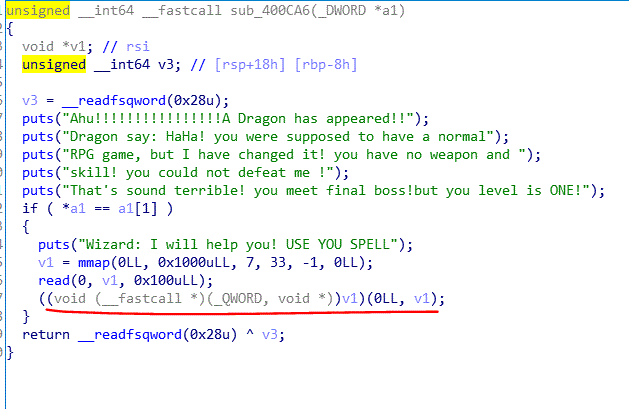 unsigned __int64 __fastcall sub_400CA6(_DWORD *a1)
{
void *v1; // rsi
unsigned __int64 v3; // [rsp+18h] [rbp-8h]
v3 = __readfsqword(0x28u);
puts("Ahu!!!!!!!!!!!!!!!!A Dragon has appeared!!");
puts("Dragon say: HaHa! you were supposed to have a normal");
puts("RPG game, but I have changed it! you have no weapon and ");
puts("skill! you could not defeat me !");
puts("That's sound terrible! you meet final boss!but you level is ONE!");
if ( *a1 == a1[1] )
{
puts("Wizard: I will help you! USE YOU SPELL");
v1 = mmap(0LL, 0x1000uLL, 7, 33, -1, 0LL);
read(0, v1, 0x100uLL);
((void (__fastcall *)(_QWORD, void *))v1)(0LL, v1);
}
return __readfsqword(0x28u) ^ v3;
}